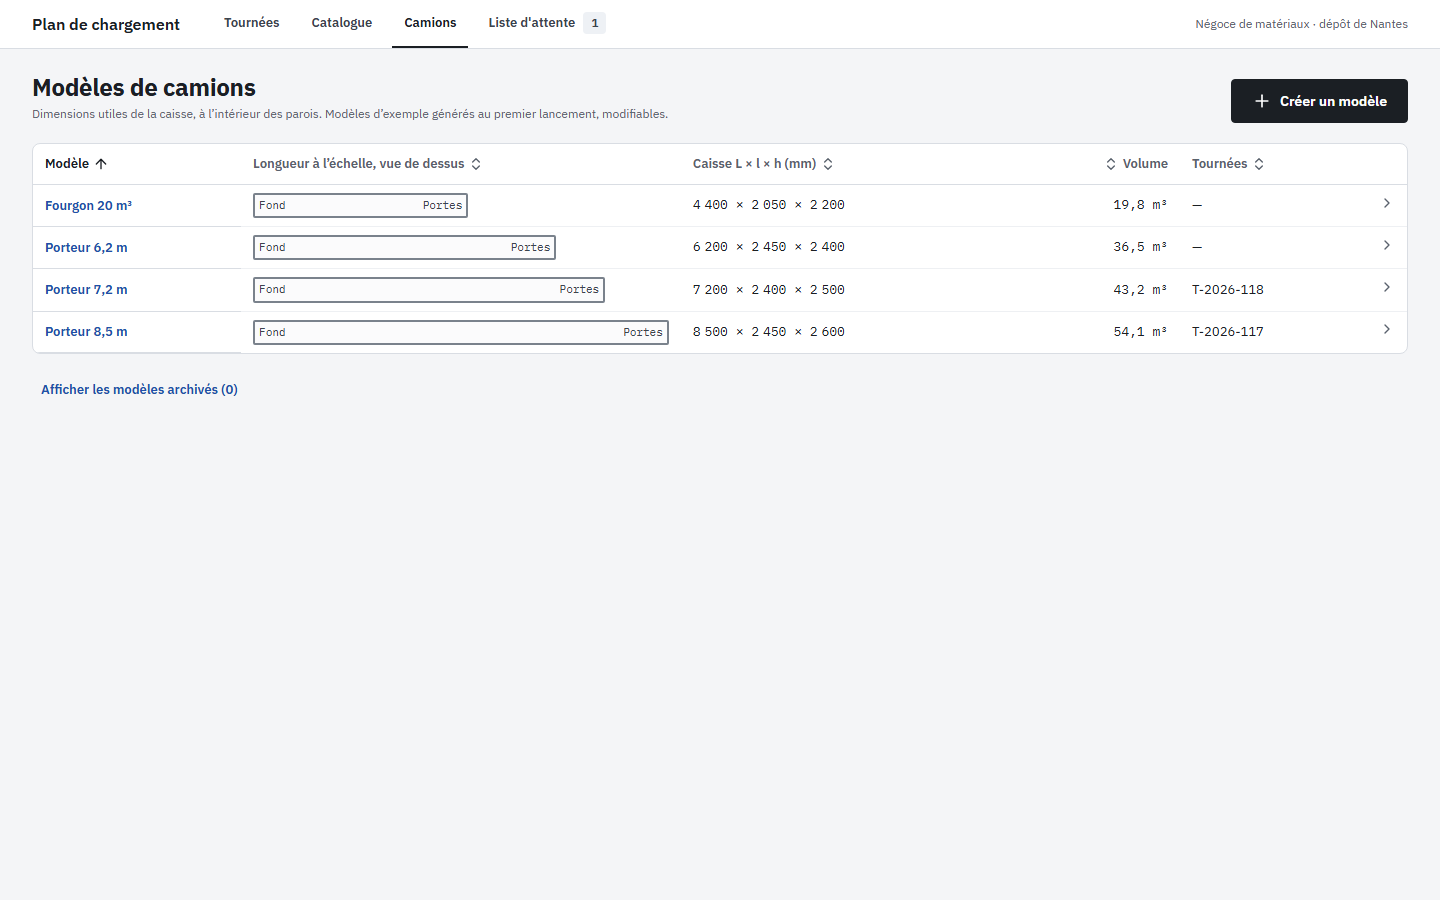 Plan de chargement Tournées Catalogue Camions Liste d'attente 1 Négoce de matériaux · dépôt de Nantes
Modèles de camions
Dimensions utiles de la caisse, à l’intérieur des parois. Modèles d’exemple générés au premier lancement, modifiables.
Créer un modèle
Modèle Longueur à l’échelle, vue de dessus Caisse L × l × h (mm) Volume Tournées
Fourgon 20 m³ Fond Portes 4 400 × 2 050 × 2 200 19,8 m³ —
Porteur 6,2 m Fond Portes 6 200 × 2 450 × 2 400 36,5 m³ —
Porteur 7,2 m Fond Portes 7 200 × 2 400 × 2 500 43,2 m³ T-2026-118
Porteur 8,5 m Fond Portes 8 500 × 2 450 × 2 600 54,1 m³ T-2026-117
Afficher les modèles archivés (0)